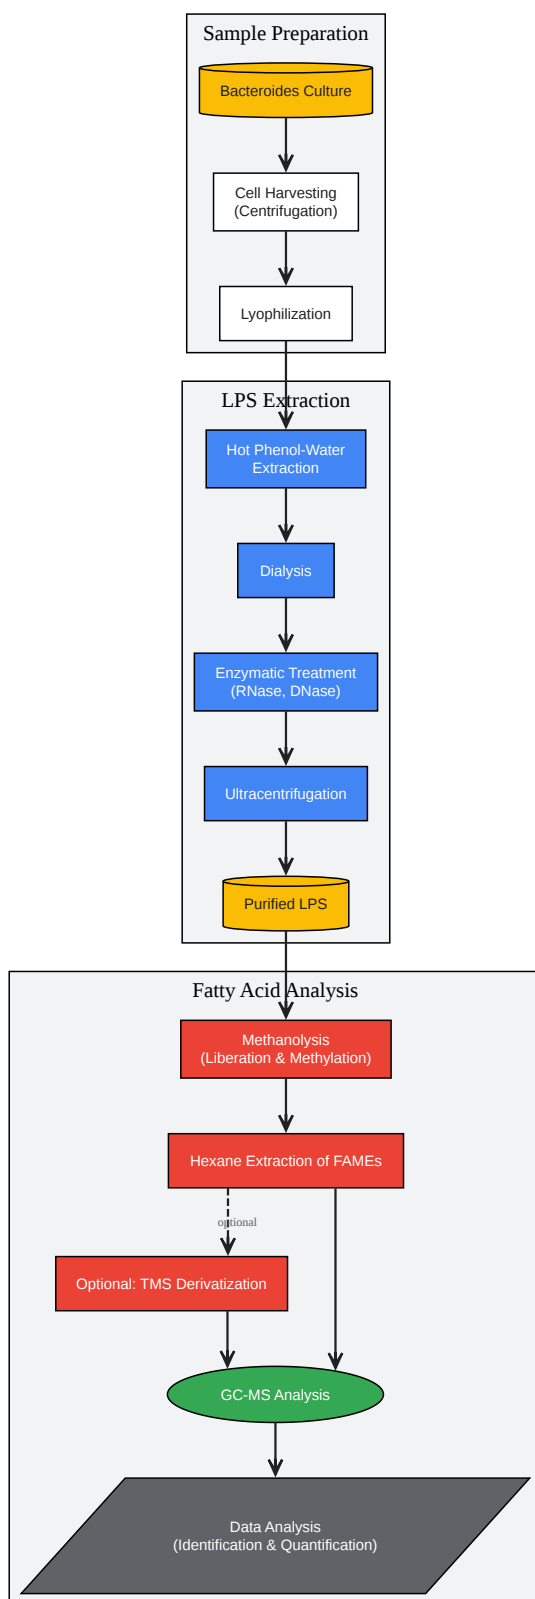 Sample Preparation
Bacteroides Culture
Cell Harvesting
(Centrifugation)
Lyophilization
LPS Extraction
Hot Phenol-Water
Extraction
Dialysis
Enzymatic Treatment
(RNase, DNase)
Ultracentrifugation
Purified LPS
Fatty Acid Analysis
Methanolysis
(Liberation & Methylation)
Hexane Extraction of FAMEs
optional
Optional: TMS Derivatization
GC-MS Analysis
Data Analysis
(Identification & Quantification)